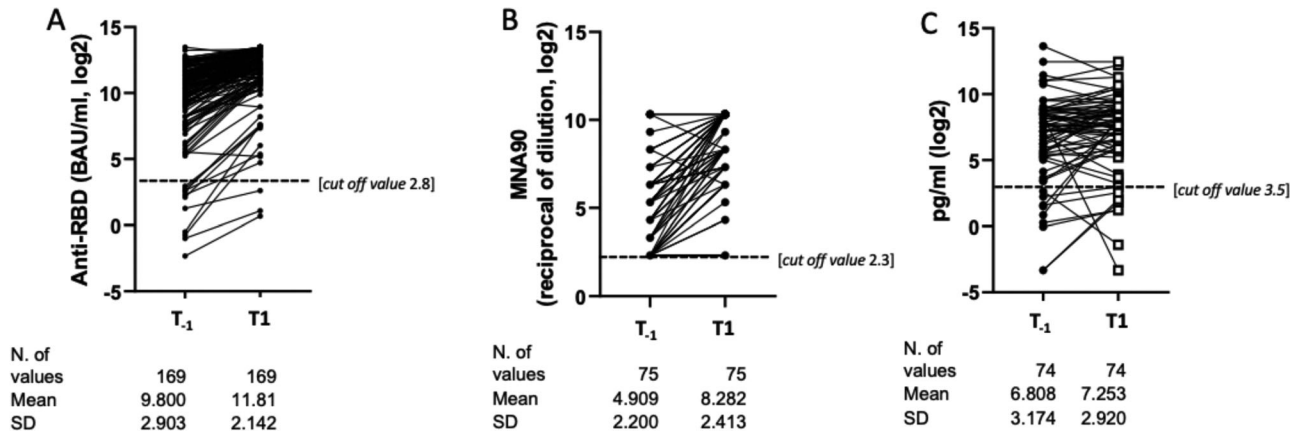 A
Anti-RBD (BAU/ml, log2)
15
10
5
0
-5
[cut off value 2.8]
T-1 T1
N. of
values 169 169
Mean 9.800 11.81
SD 2.903 2.142
B
MNA90
(reciprocal of dilution, log2)
15
10
5
0
[cut off value 2.3]
T-1 T1
N. of
values 75 75
Mean 4.909 8.282
SD 2.200 2.413
C
pg/ml (log2)
15
10
5
0
-5
[cut off value 3.5]
T-1 T1
N. of
values 74 74
Mean 6.808 7.253
SD 3.174 2.920